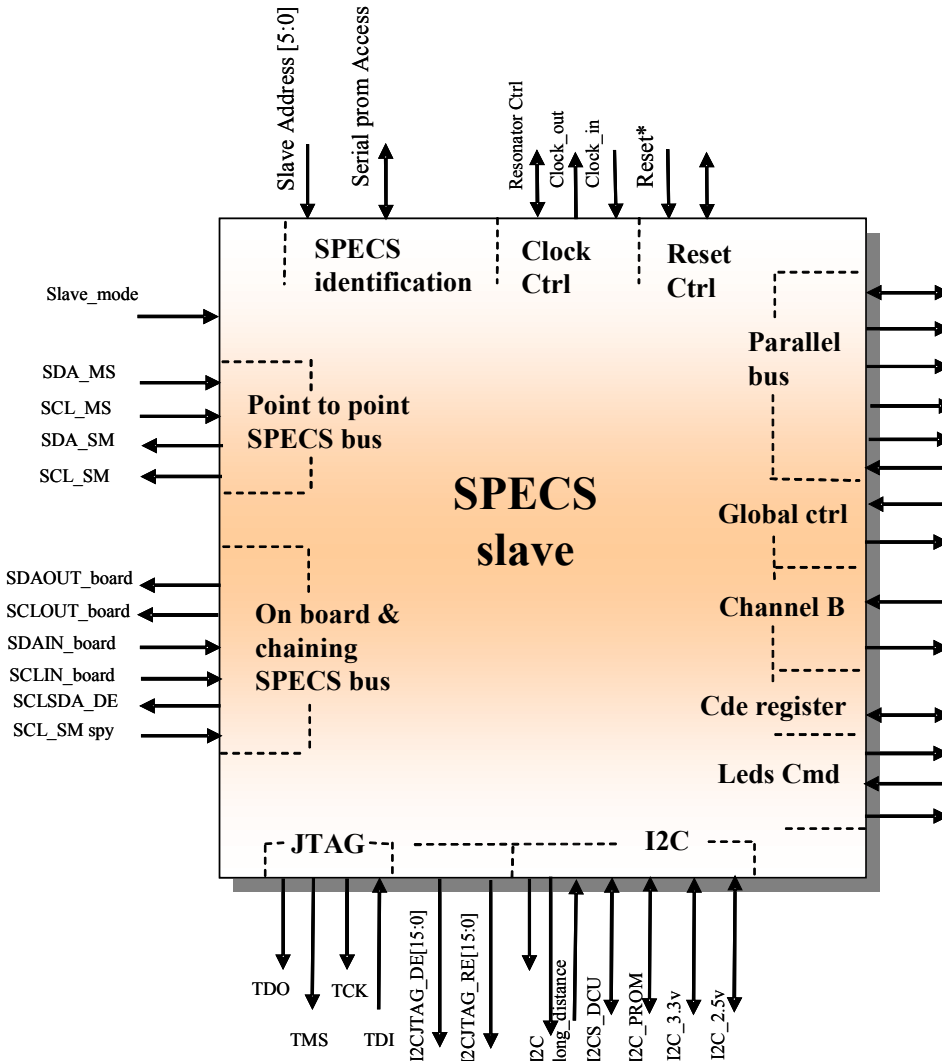 Slave Address [5:0]
Serial prom Access
Resonator Ctrl
Clock_out
Clock_in
Reset*
SPECS
identification
Clock
Ctrl
Reset
Ctrl
Slave_mode
SDA_MS
SCL_MS
SDA_SM
SCL_SM
Point to point
SPECS bus
Parallel
bus
SPECS
slave
Global ctrl
SDAOUT_board
SCLOUT_board
SDAIN_board
SCLIN_board
SCLSDA_DE
SCL_SM spy
On board &
chaining
SPECS bus
Channel B
Cde register
Leds Cmd
JTAG
I2C
TDO
TMS
TCK
TDI
I2CJTAG_DE[15:0]
I2CJTAG_RE[15:0]
I2C
long_distance
I2CS_DCU
I2C_PROM
I2C_3.3v
I2C_2.5v